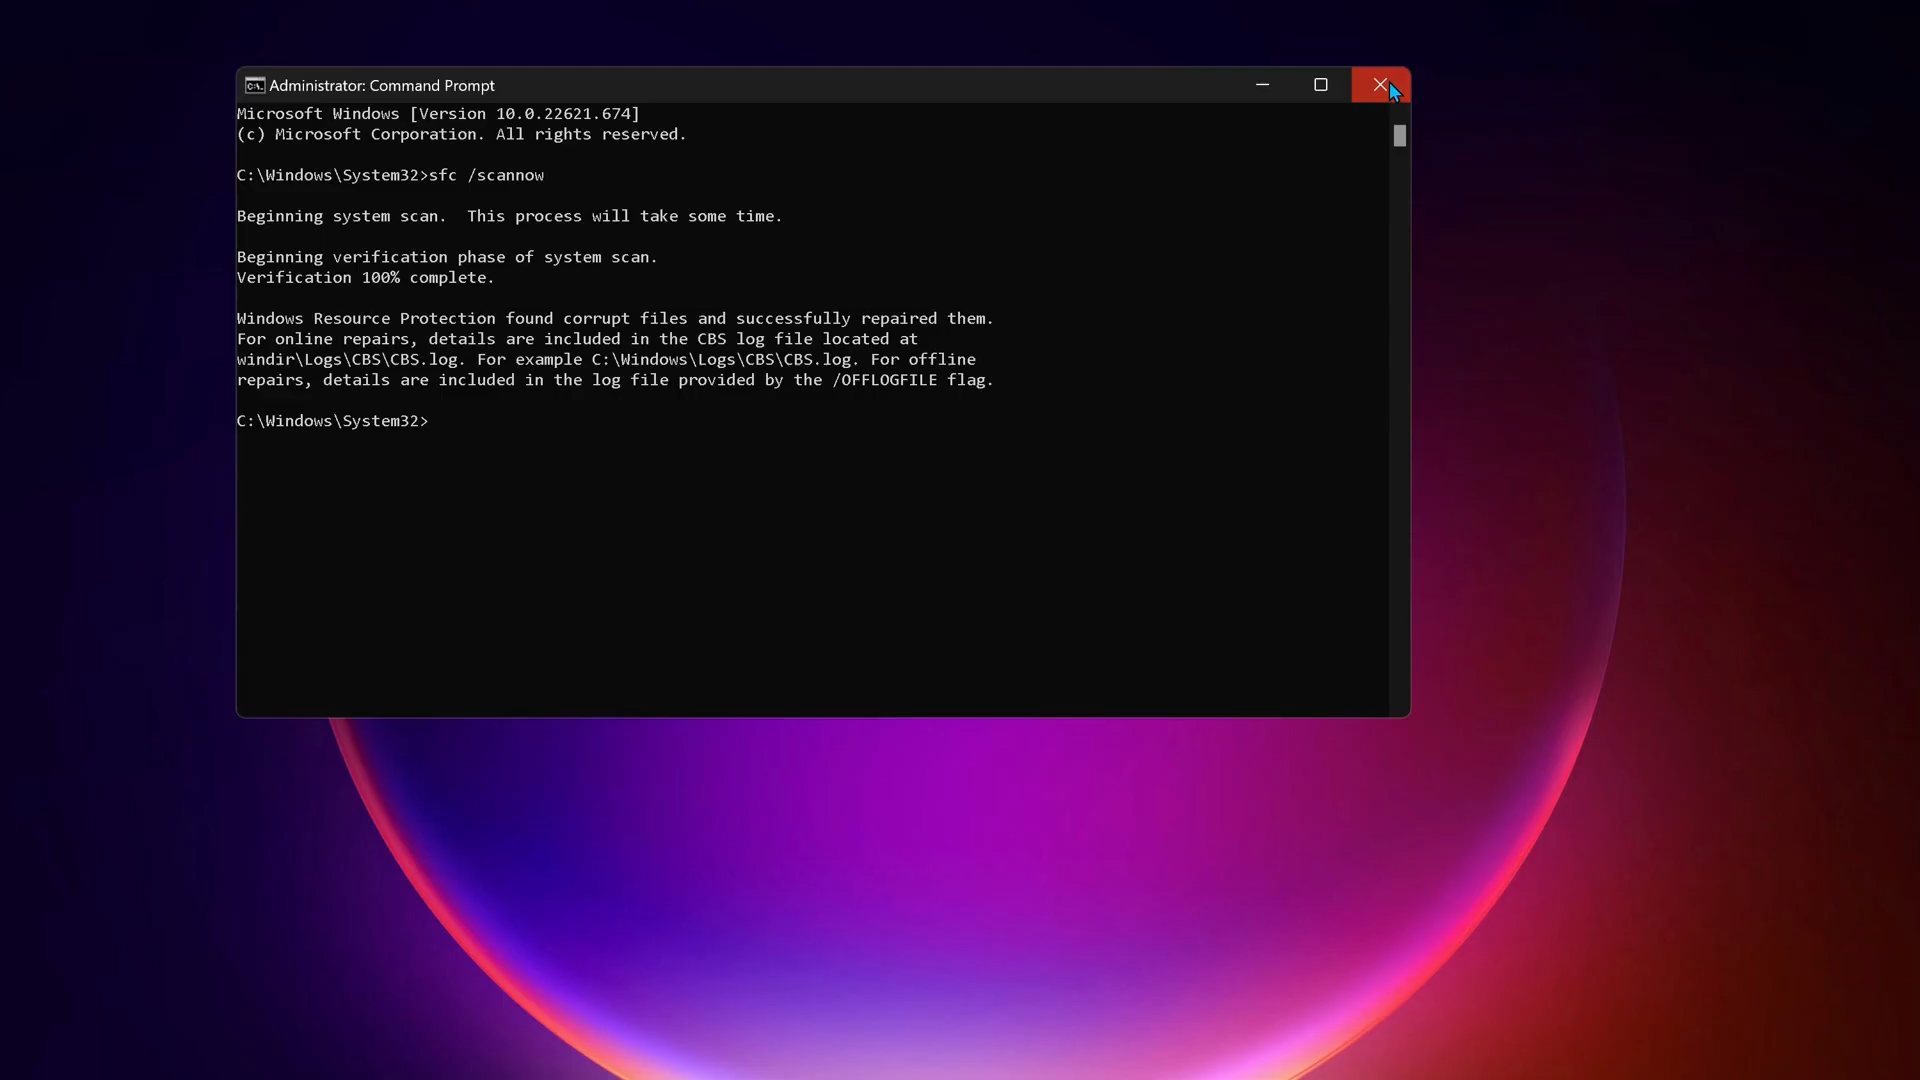 Administrator: Command Prompt
Microsoft Windows [Version 10.0.22621.674]
(c) Microsoft Corporation. All rights reserved.
C:\Windows\System32>sfc /scannow
Beginning system scan.  This process will take some time.
Beginning verification phase of system scan.
Verification 100% complete.
Windows Resource Protection found corrupt files and successfully repaired them.
For online repairs, details are included in the CBS log file located at
windir\Logs\CBS\CBS.log. For example C:\Windows\Logs\CBS\CBS.log. For offline
repairs, details are included in the log file provided by the /OFFLOGFILE flag.
C:\Windows\System32>